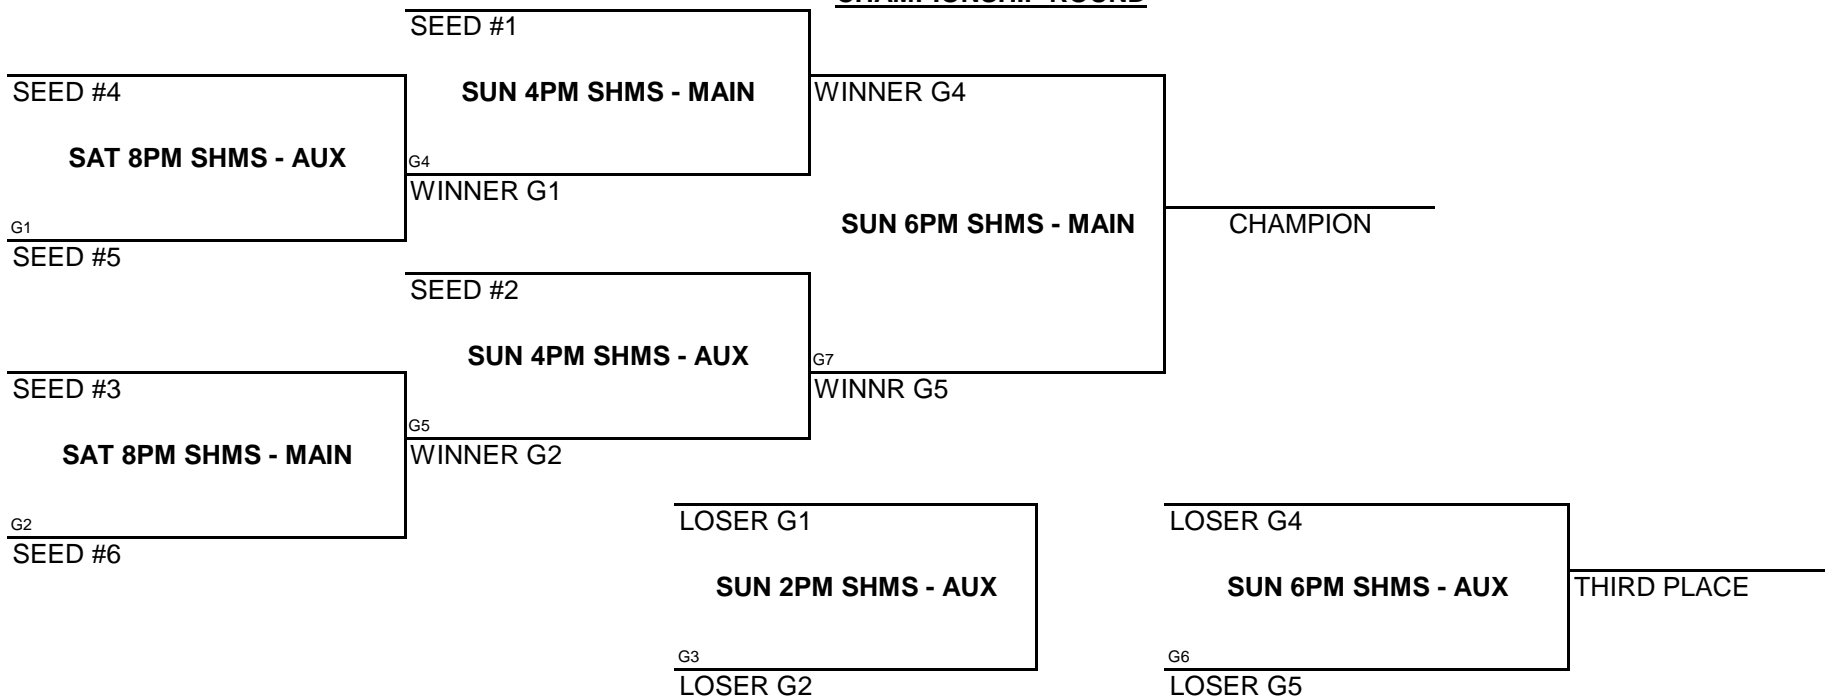 CHAMPIONSHIP ROUND
SEED #1
SEED #4
SUN 4PM SHMS - MAIN
WINNER G4
SAT 8PM SHMS - AUX
G4
WINNER G1
G1
SUN 6PM SHMS - MAIN
CHAMPION
SEED #5
SEED #2
SUN 4PM SHMS - AUX
G7
SEED #3
WINNR G5
G5
SAT 8PM SHMS - MAIN
WINNER G2
G2
LOSER G1
LOSER G4
SEED #6
SUN 2PM SHMS - AUX
SUN 6PM SHMS - AUX
THIRD PLACE
G3
G6
LOSER G2
LOSER G5